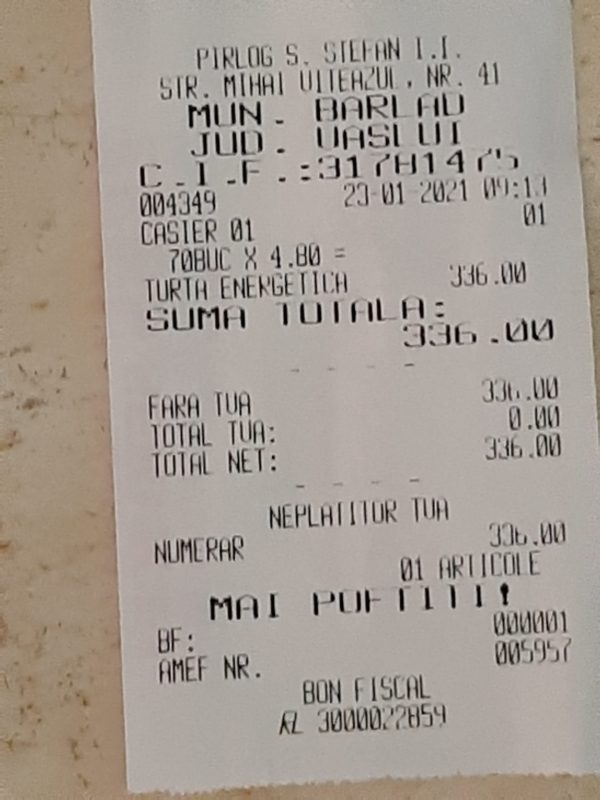 PIRLOG S. STEFAN I.I.
STR. MIHAI VITEAZUL, NR. 41
MUN. BARLAD
JUD. VASLUI
C.I.F.:31781475
004349 23-01-2021 09:13
CASIER 01 01
70BUC X 4.80 =
TURTA ENERGETICA 336.00
SUMA TOTALA:
336.00
- - - -
FARA TVA 336.00
TOTAL TVA: 0.00
TOTAL NET: 336.00
- - - -
NEPLATITOR TVA
NUMERAR 336.00
01 ARTICOLE
MAI POFTITI!
BF: 000001
AMEF NR. 005957
BON FISCAL
3000022859